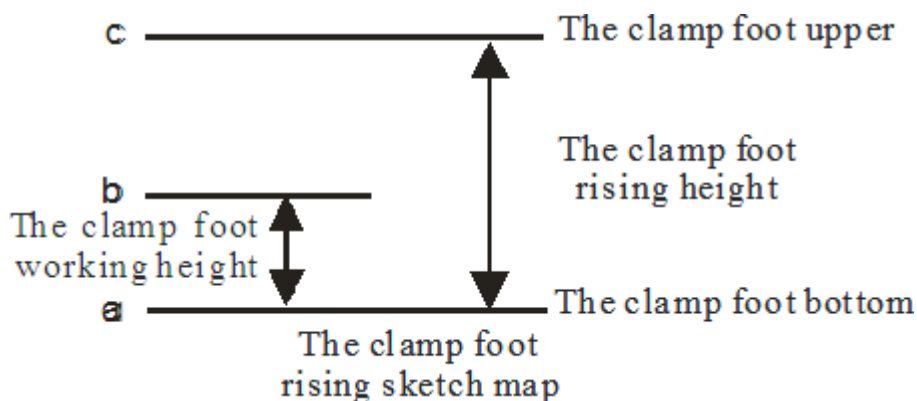 c
The clamp foot upper
The clamp foot
rising height
b
The clamp foot
working height
a
The clamp foot bottom
The clamp foot
rising sketch map